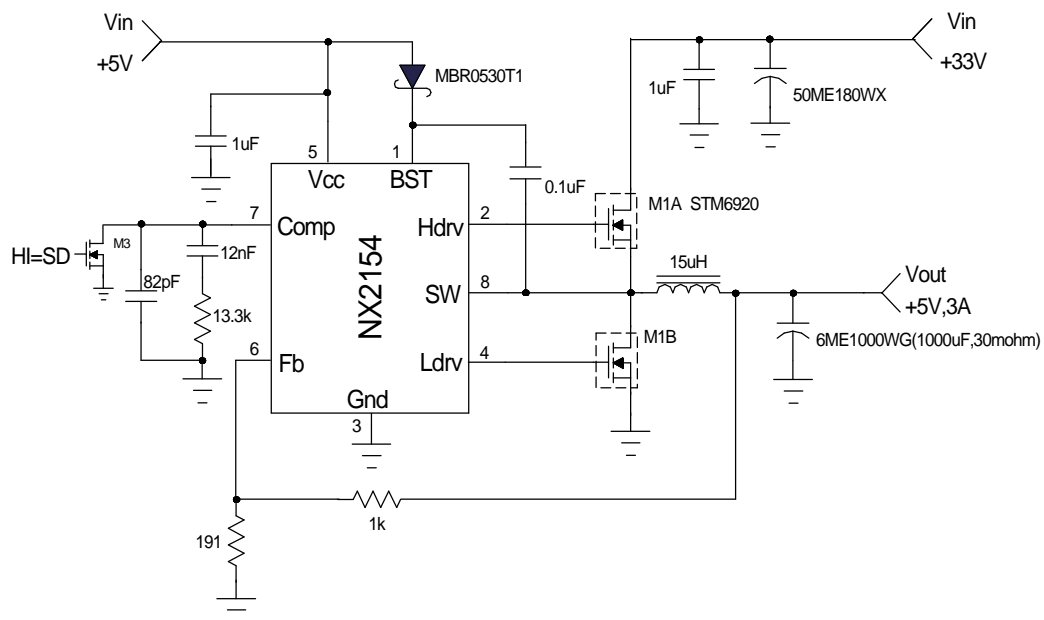 Vin
+5V
Vin
+33V
MBR0530T1
1uF
50ME180WX
1uF
5
1
Vcc
BST
0.1uF
M1A STM6920
2
Hdrv
7
Comp
HI=SD
M3
12nF
82pF
13.3k
NX2154
SW
8
15uH
Vout
+5V,3A
6ME1000WG(1000uF,30mohm)
M1B
6
Fb
Ldrv
4
Gnd
3
1k
191